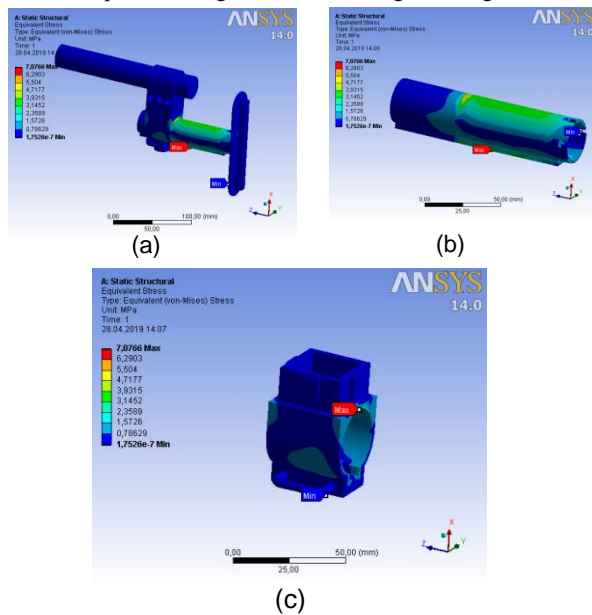 A: Static Structural
Equivalent Stress
Type: Equivalent (von-Mises) Stress
Unit: MPa
Time: 1
28.04.2019
7,0766 Max
6,2903
5,504
4,7177
3,9315
3,1452
2,3589
1,5726
0,78629
1,7526e-7 Min
ANSYS
14.0
Max
Min
0,00
100,00 (mm)
50,00
X
Y
Z
(a)
A: Static Structural
Equivalent Stress
Type: Equivalent (von-Mises) Stress
Unit: MPa
Time: 1
28.04.2019 14:06
7,0766 Max
6,2903
5,504
4,7177
3,9315
3,1452
2,3589
1,5726
0,78629
1,7526e-7 Min
ANSYS
14.0
Min
Max
0,00
50,00 (mm)
25,00
X
Y
Z
(b)
A: Static Structural
Equivalent Stress
Type: Equivalent (von-Mises) Stress
Unit: MPa
Time: 1
28.04.2019 14:07
7,0766 Max
6,2903
5,504
4,7177
3,9315
3,1452
2,3589
1,5726
0,78629
1,7526e-7 Min
ANSYS
14.0
Max
Min
0,00
50,00 (mm)
25,00
X
Y
Z
(c)